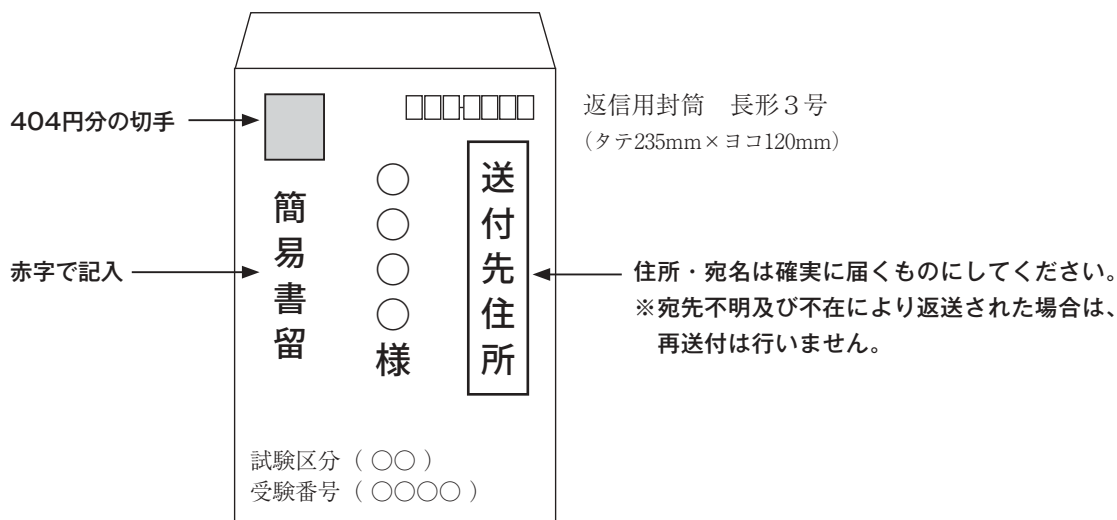 404円分の切手
返信用封筒　長形３号
（タテ235mm×ヨコ120mm）
送付先住所
○○○○様
簡易書留
赤字で記入
住所・宛名は確実に届くものにしてください。
※宛先不明及び不在により返送された場合は、
再送付は行いません。
試験区分（ ○○ ）
受験番号（ ○○○○ ）